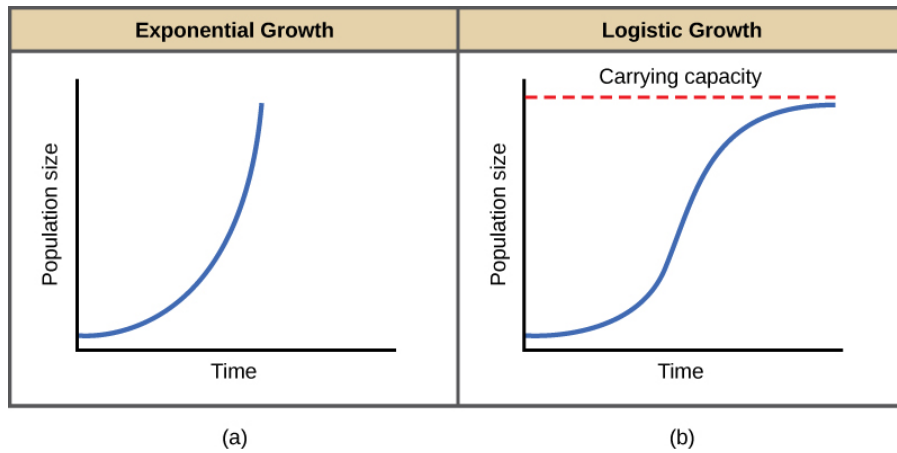 Exponential Growth
Logistic Growth
Population size
Time
Carrying capacity
Population size
Time
(a)
(b)